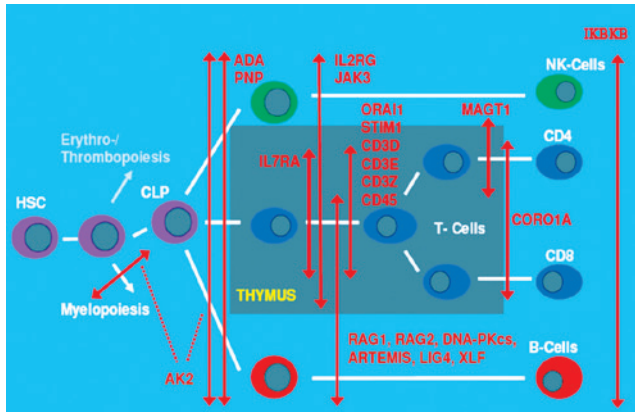 IKBKB
ADA
PNP
IL2RG
JAK3
NK-Cells
ORAI1
STIM1
CD3D
CD3E
CD3Z
CD45
MAGT1
Erythro-/
Thrombopoiesis
IL7RA
CD4
HSC
CLP
CORO1A
T- Cells
CD8
THYMUS
Myelopoiesis
RAG1, RAG2, DNA-PKcs,
ARTEMIS, LIG4, XLF
B-Cells
AK2